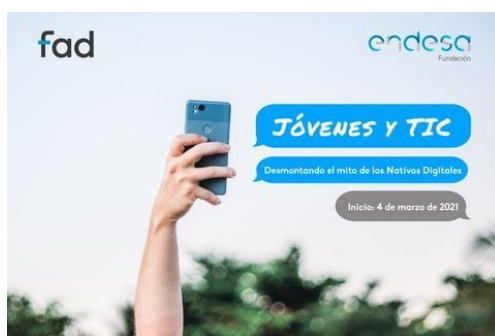 fad
endesa
Fundación
JÓVENES Y TIC
Desmontando el mito de los Nativos Digitales
Inicio: 4 de marzo de 2021